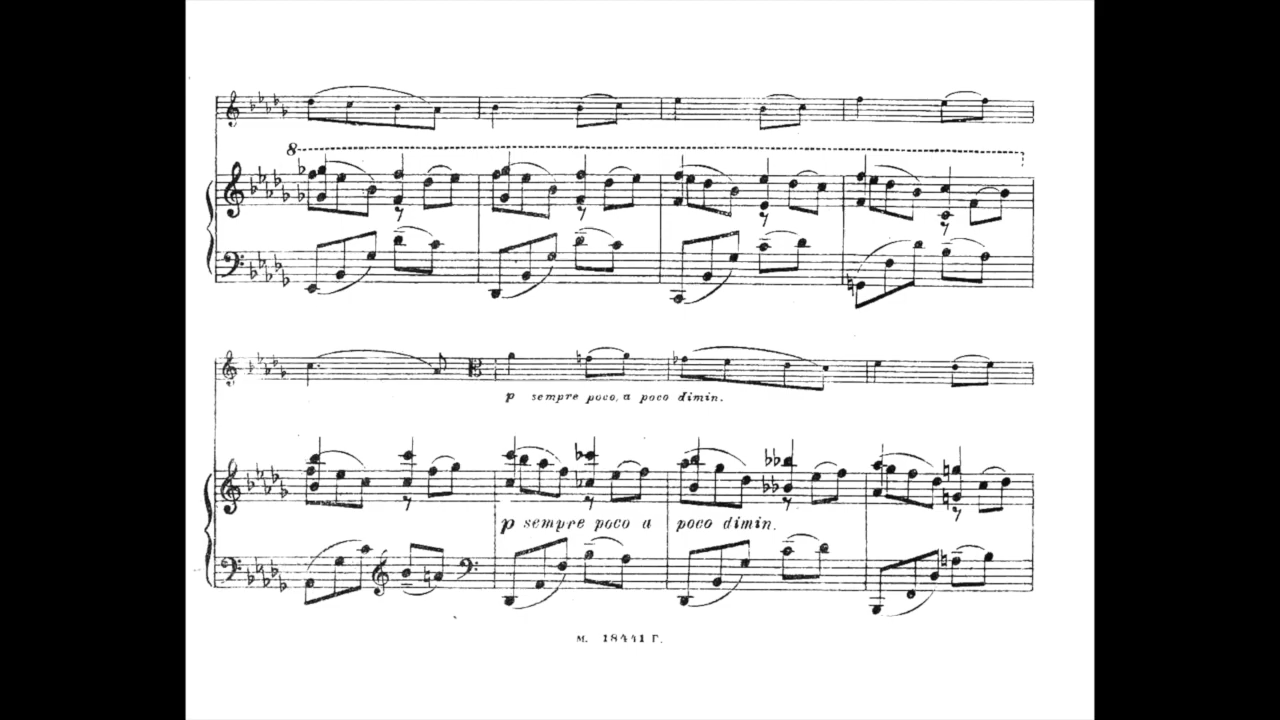 8
p sempre poco, a poco dimin.
p sempre poco a poco dimin.
М. 18441 Г.